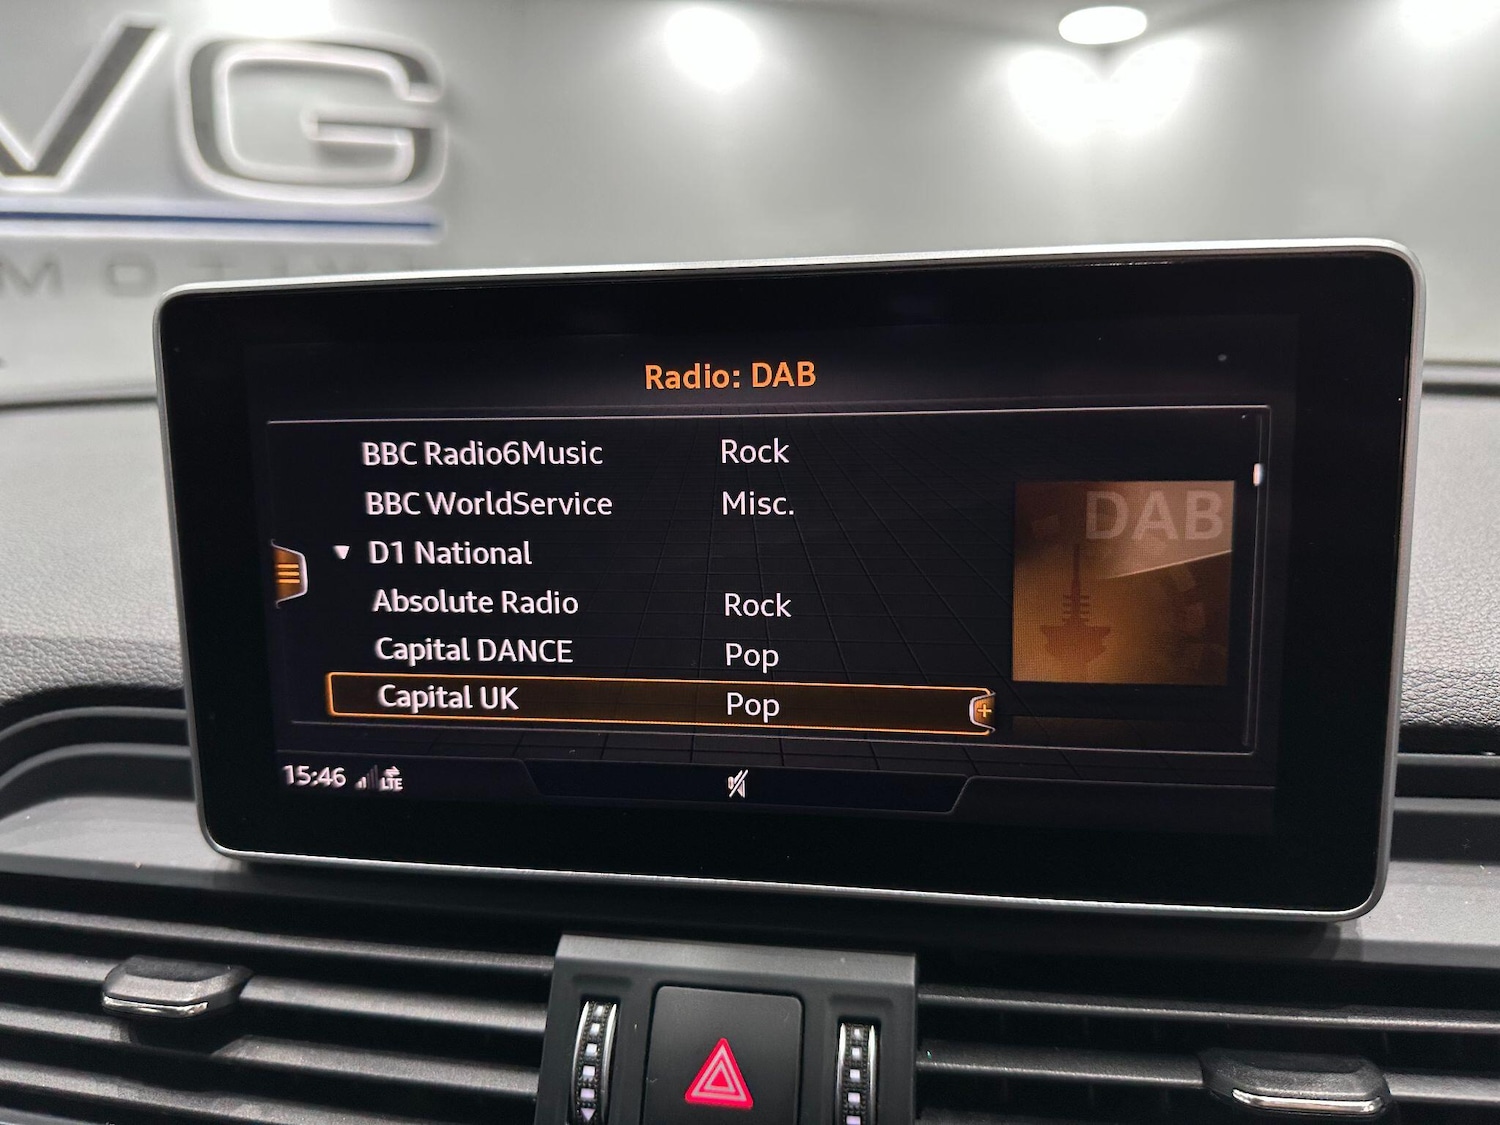 VG
Radio: DAB
BBC Radio6Music Rock
BBC WorldService Misc.
DAB
D1 National
Absolute Radio Rock
Capital DANCE Pop
Capital UK Pop
15:46 LTE